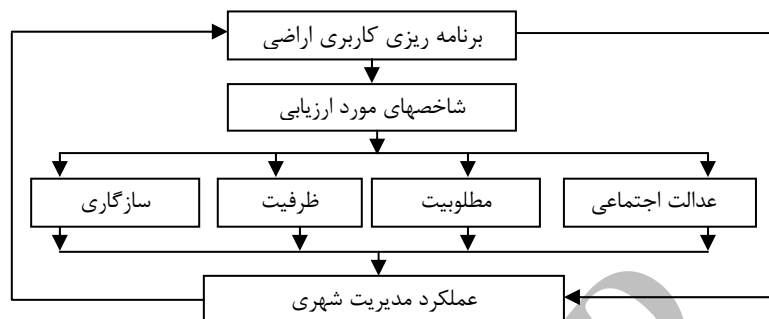 برنامه ریزی کاربری اراضی
شاخصهای مورد ارزیابی
عدالت اجتماعی
مطلوبیت
ظرفیت
سازگاری
عملکرد مدیریت شهری